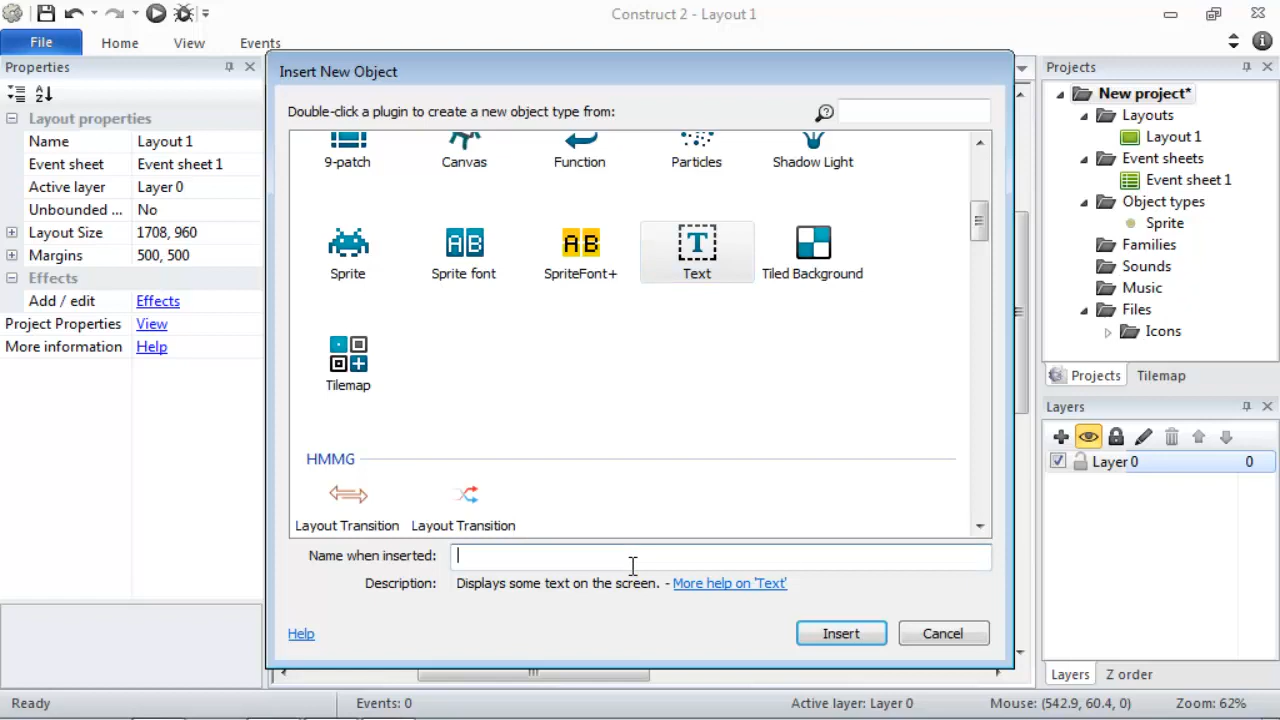 Construct 2 - Layout 1
File
Home
View
Events
Properties
Layout properties
Name
Layout 1
Event sheet
Event sheet 1
Active layer
Layer 0
Unbounded ...
No
Layout Size
1708, 960
Margins
500, 500
Effects
Add / edit
Effects
Project Properties
View
More information
Help
Insert New Object
Double-click a plugin to create a new object type from:
9-patch
Canvas
Function
Particles
Shadow Light
Sprite
Sprite font
SpriteFont+
Text
Tiled Background
Tilemap
HMMG
Layout Transition
Layout Transition
Name when inserted:
Description:
Displays some text on the screen. - More help on 'Text'
Help
Insert
Cancel
Projects
New project*
Layouts
Layout 1
Event sheets
Event sheet 1
Object types
Sprite
Families
Sounds
Music
Files
Icons
Projects
Tilemap
Layers
Layer 0
0
Layers
Z order
Ready
Events: 0
Active layer: Layer 0
Mouse: (542.9, 60.4, 0)
Zoom: 62%